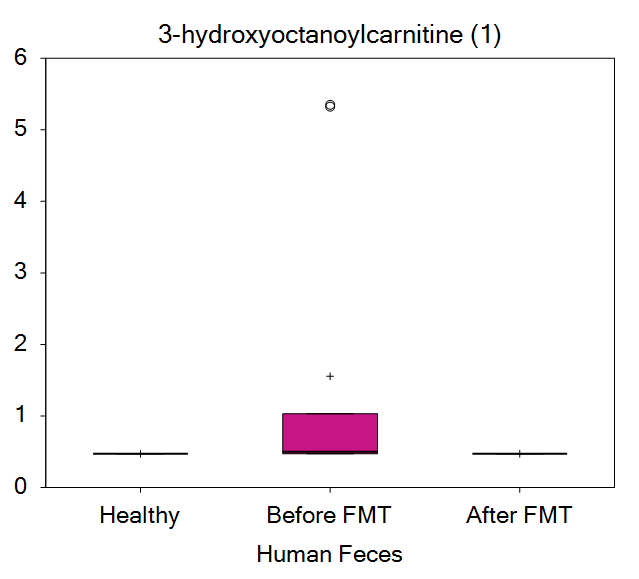 3-hydroxyoctanoylcarnitine (1)
6
5
4
3
2
1
0
Healthy Before FMT After FMT
Human Feces